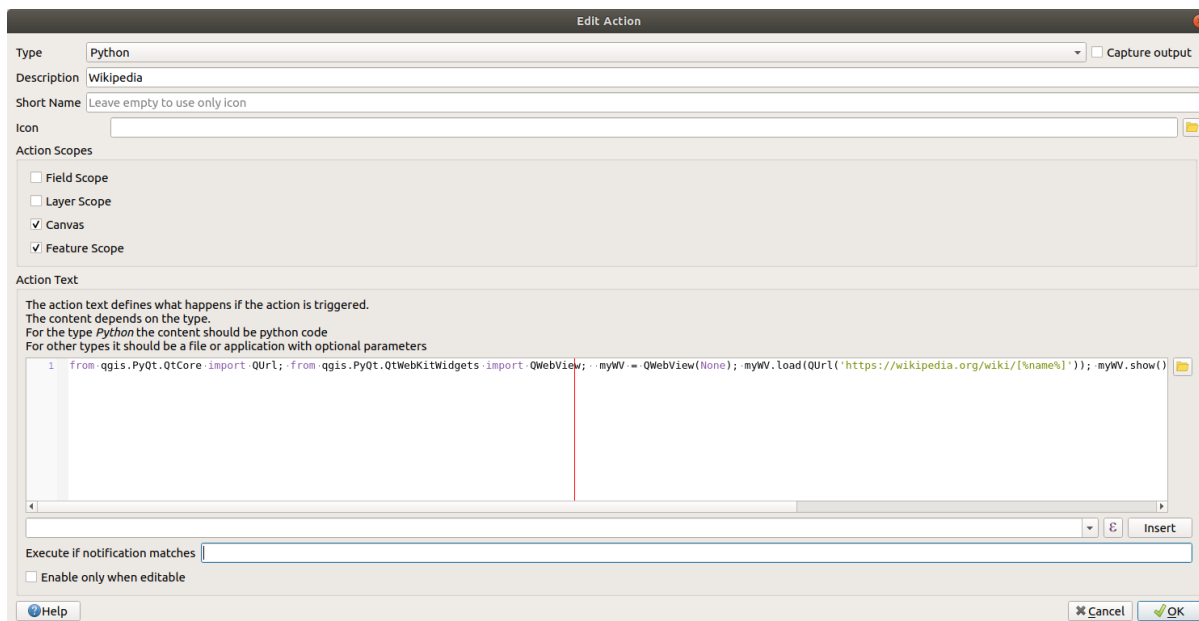 Edit Action
Type Python Capture output
Description Wikipedia
Short Name Leave empty to use only icon
Icon
Action Scopes
Field Scope
Layer Scope
Canvas
Feature Scope
Action Text
The action text defines what happens if the action is triggered.
The content depends on the type.
For the type Python the content should be python code
For other types it should be a file or application with optional parameters
1 from·qgis.PyQt.QtCore·import·QUrl;·from·qgis.PyQt.QtWebKitWidgets·import·QWebView;··myWV·=·QWebView(None);·myWV.load(QUrl('https://wikipedia.org/wiki/[%name%]'));·myWV.show()
ε Insert
Execute if notification matches
Enable only when editable
Help Cancel OK